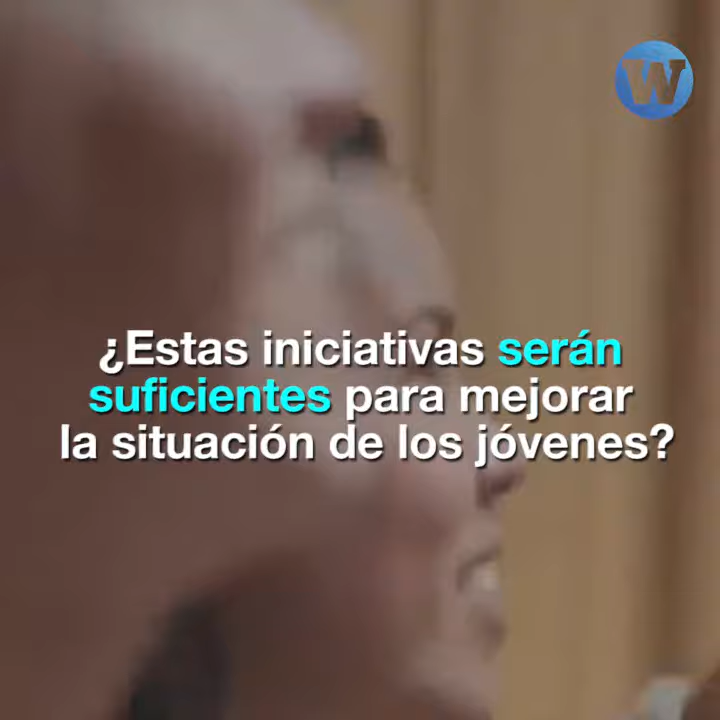 W
¿Estas iniciativas serán
suficientes para mejorar
la situación de los jóvenes?